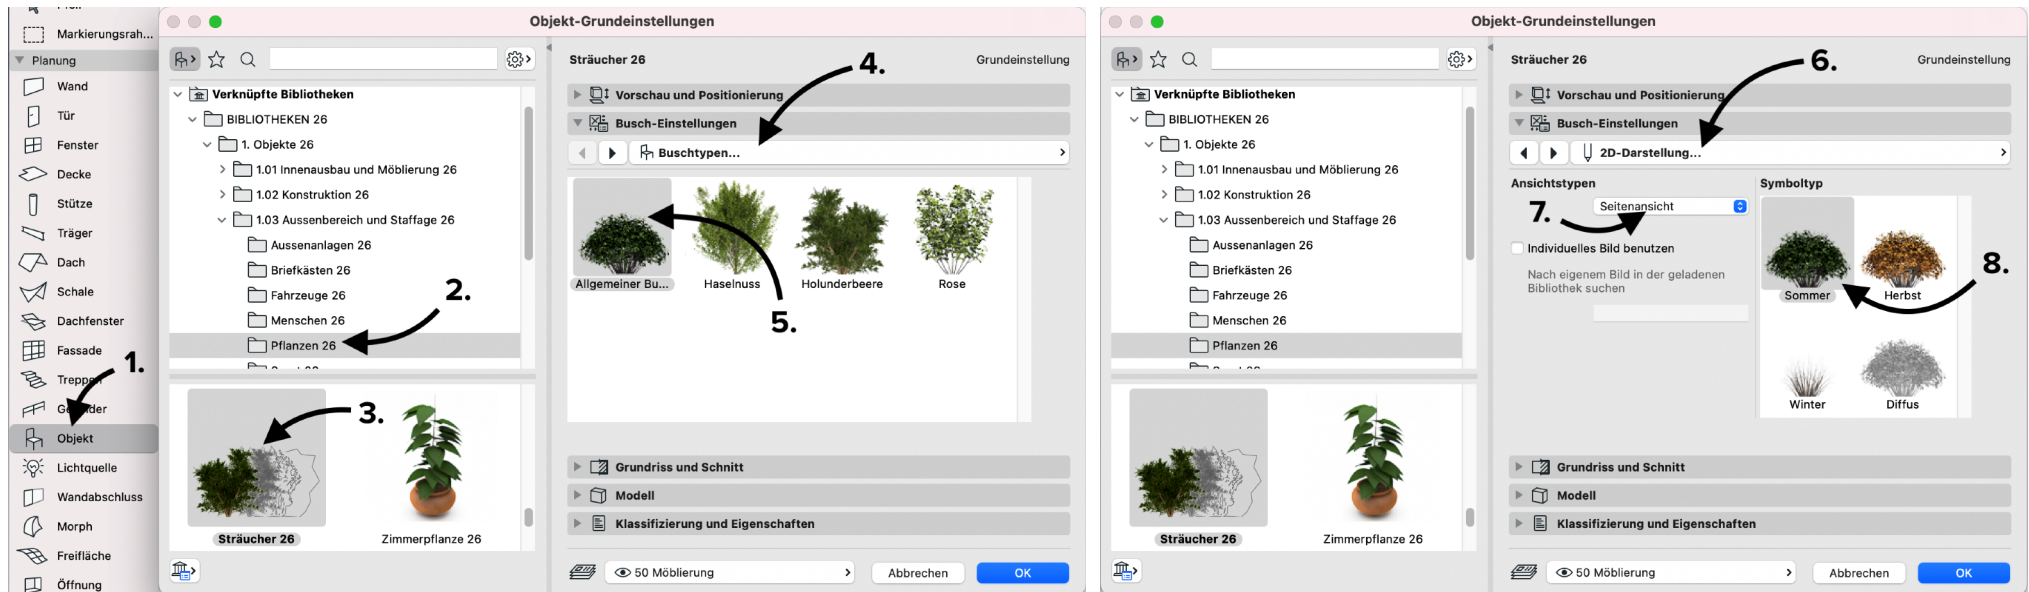 Markierungsrah...
Planung
Wand
Tür
Fenster
Decke
Stütze
Träger
Dach
Schale
Dachfenster
Fassade
Treppen
1.
Objekt
Lichtquelle
Wandabschluss
Morph
Freifläche
Öffnung
Objekt-Grundeinstellungen
Verknüpfte Bibliotheken
BIBLIOTHEKEN 26
1. Objekte 26
1.01 Innenausbau und Möblierung 26
1.02 Konstruktion 26
1.03 Aussenbereich und Staffage 26
Aussenanlagen 26
Briefkästen 26
Fahrzeuge 26
2.
Menschen 26
Pflanzen 26
3.
Sträucher 26
Zimmerpflanze 26
Sträucher 26
4.
Grundeinstellung
Vorschau und Positionierung
Busch-Einstellungen
Buschtypen...
Allgemeiner Bu...
Haselnuss
Holunderbeere
Rose
5.
Grundriss und Schnitt
Modell
Klassifizierung und Eigenschaften
50 Möblierung
Abbrechen
OK
Objekt-Grundeinstellungen
Verknüpfte Bibliotheken
BIBLIOTHEKEN 26
1. Objekte 26
1.01 Innenausbau und Möblierung 26
1.02 Konstruktion 26
1.03 Aussenbereich und Staffage 26
Aussenanlagen 26
Briefkästen 26
Fahrzeuge 26
Menschen 26
Pflanzen 26
Sträucher 26
Zimmerpflanze 26
Sträucher 26
6.
Grundeinstellung
Vorschau und Positionierung
Busch-Einstellungen
2D-Darstellung...
Ansichtstypen
7.
Seitenansicht
Individuelles Bild benutzen
Nach eigenem Bild in der geladenen
Bibliothek suchen
Symboltyp
8.
Sommer
Herbst
Winter
Diffus
Grundriss und Schnitt
Modell
Klassifizierung und Eigenschaften
50 Möblierung
Abbrechen
OK